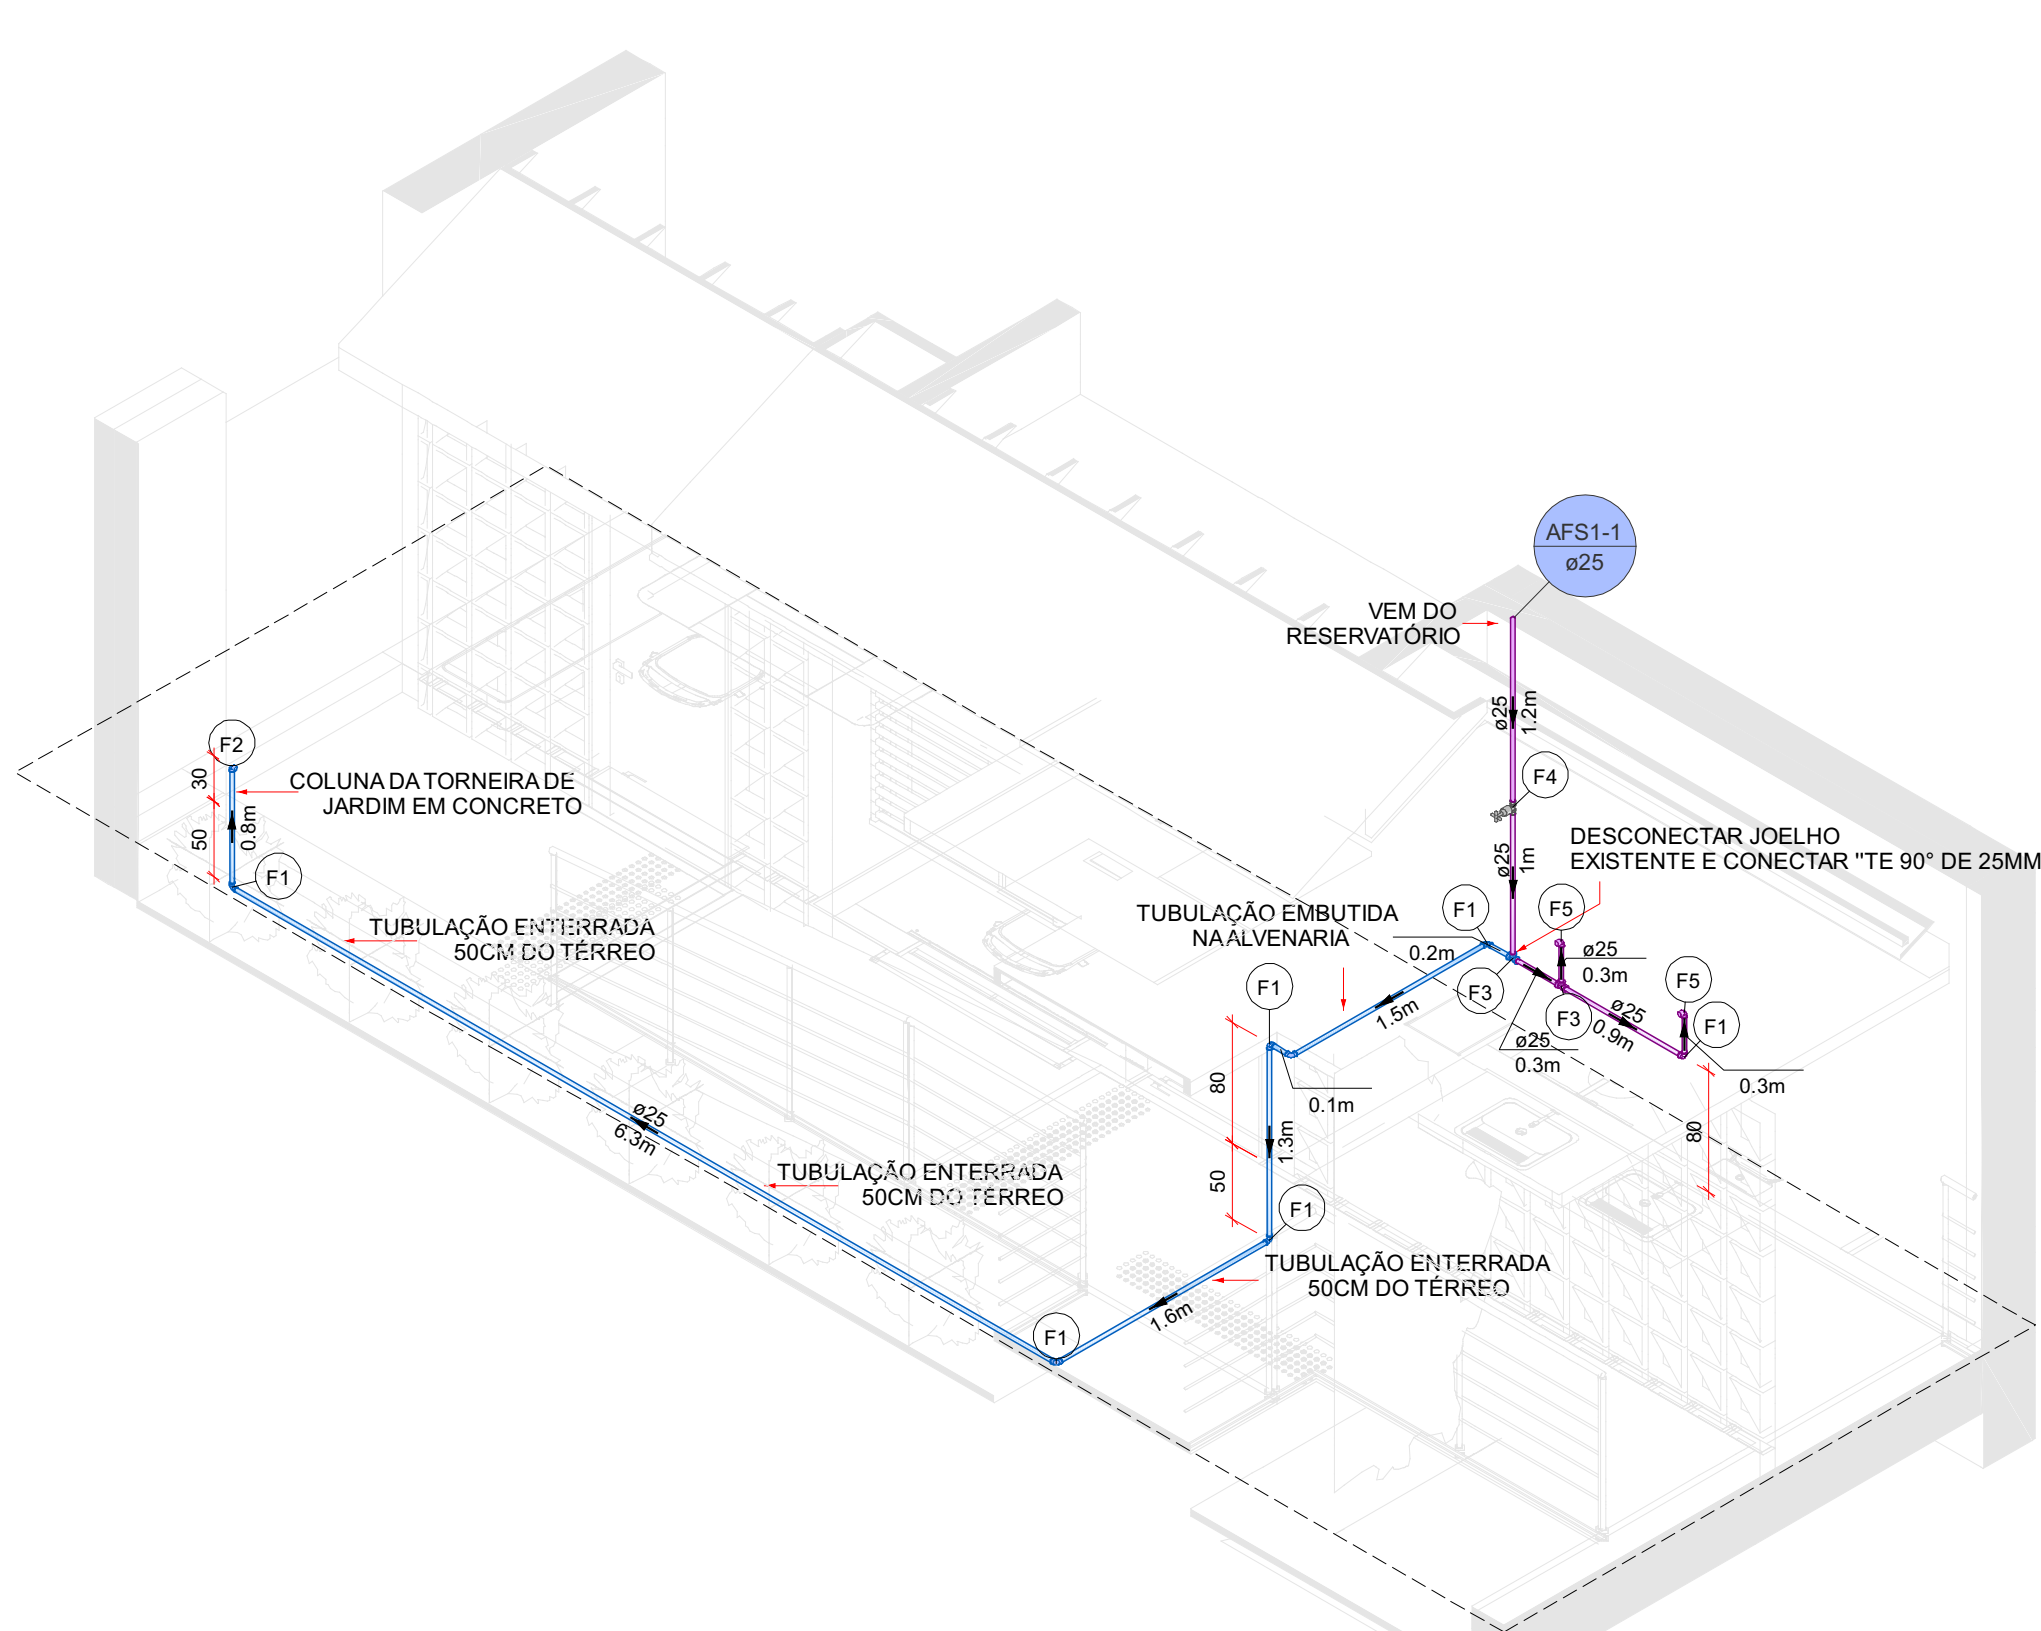 AFS1-1
ø25
VEM DO
RESERVATÓRIO
ø25
1.2m
F4
F2
30
COLUNA DA TORNEIRA DE
JARDIM EM CONCRETO
50
0.8m
F1
DESCONECTAR JOELHO
EXISTENTE E CONECTAR "TE 90° DE 25MM
ø25
1m
TUBULAÇÃO EMBUTIDA
NA ALVENARIA
F1
F5
0.2m
ø25
0.3m
TUBULAÇÃO ENTERRADA
50CM DO TÉRREO
F1
F3
F5
1.5m
F3
ø25
0.9m
F1
ø25
0.3m
0.3m
80
0.1m
ø25
6.3m
1.3m
80
TUBULAÇÃO ENTERRADA
50CM DO TÉRREO
50
F1
TUBULAÇÃO ENTERRADA
50CM DO TÉRREO
1.6m
F1